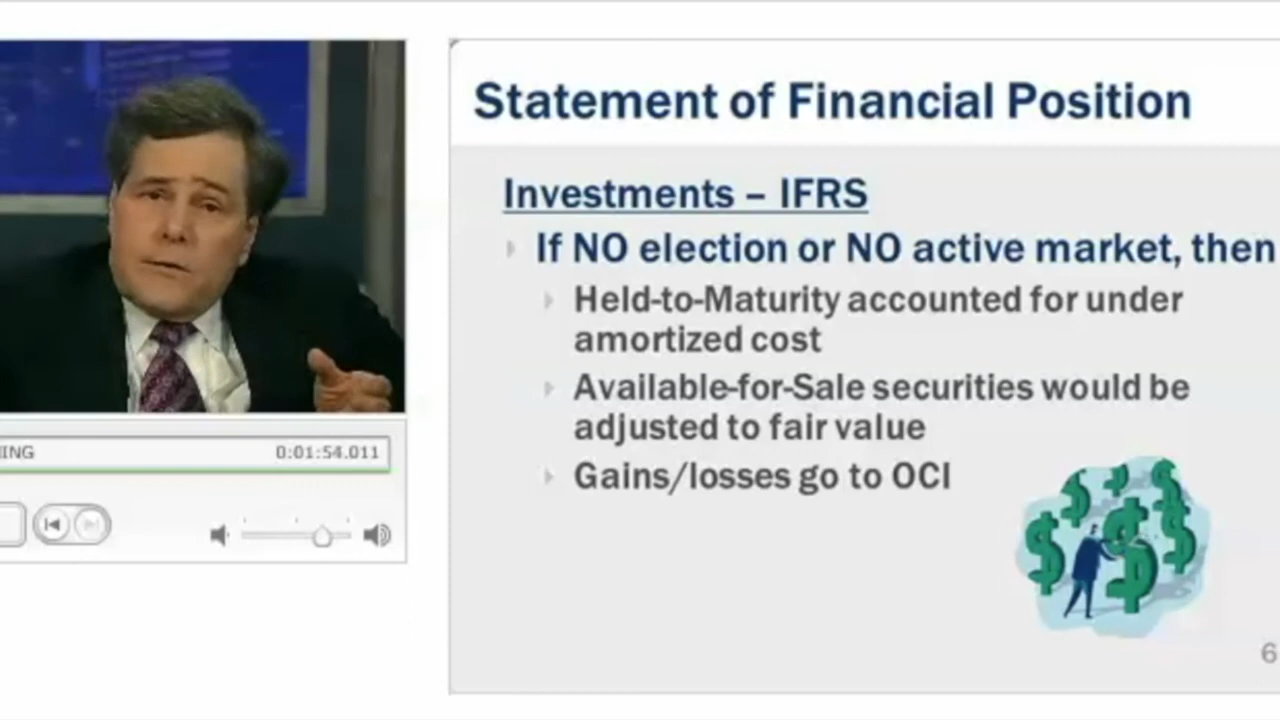 Statement of Financial Position
Investments – IFRS
If NO election or NO active market, then
Held-to-Maturity accounted for under
amortized cost
Available-for-Sale securities would be
adjusted to fair value
Gains/losses go to OCI
ING
0:01:54.011
6